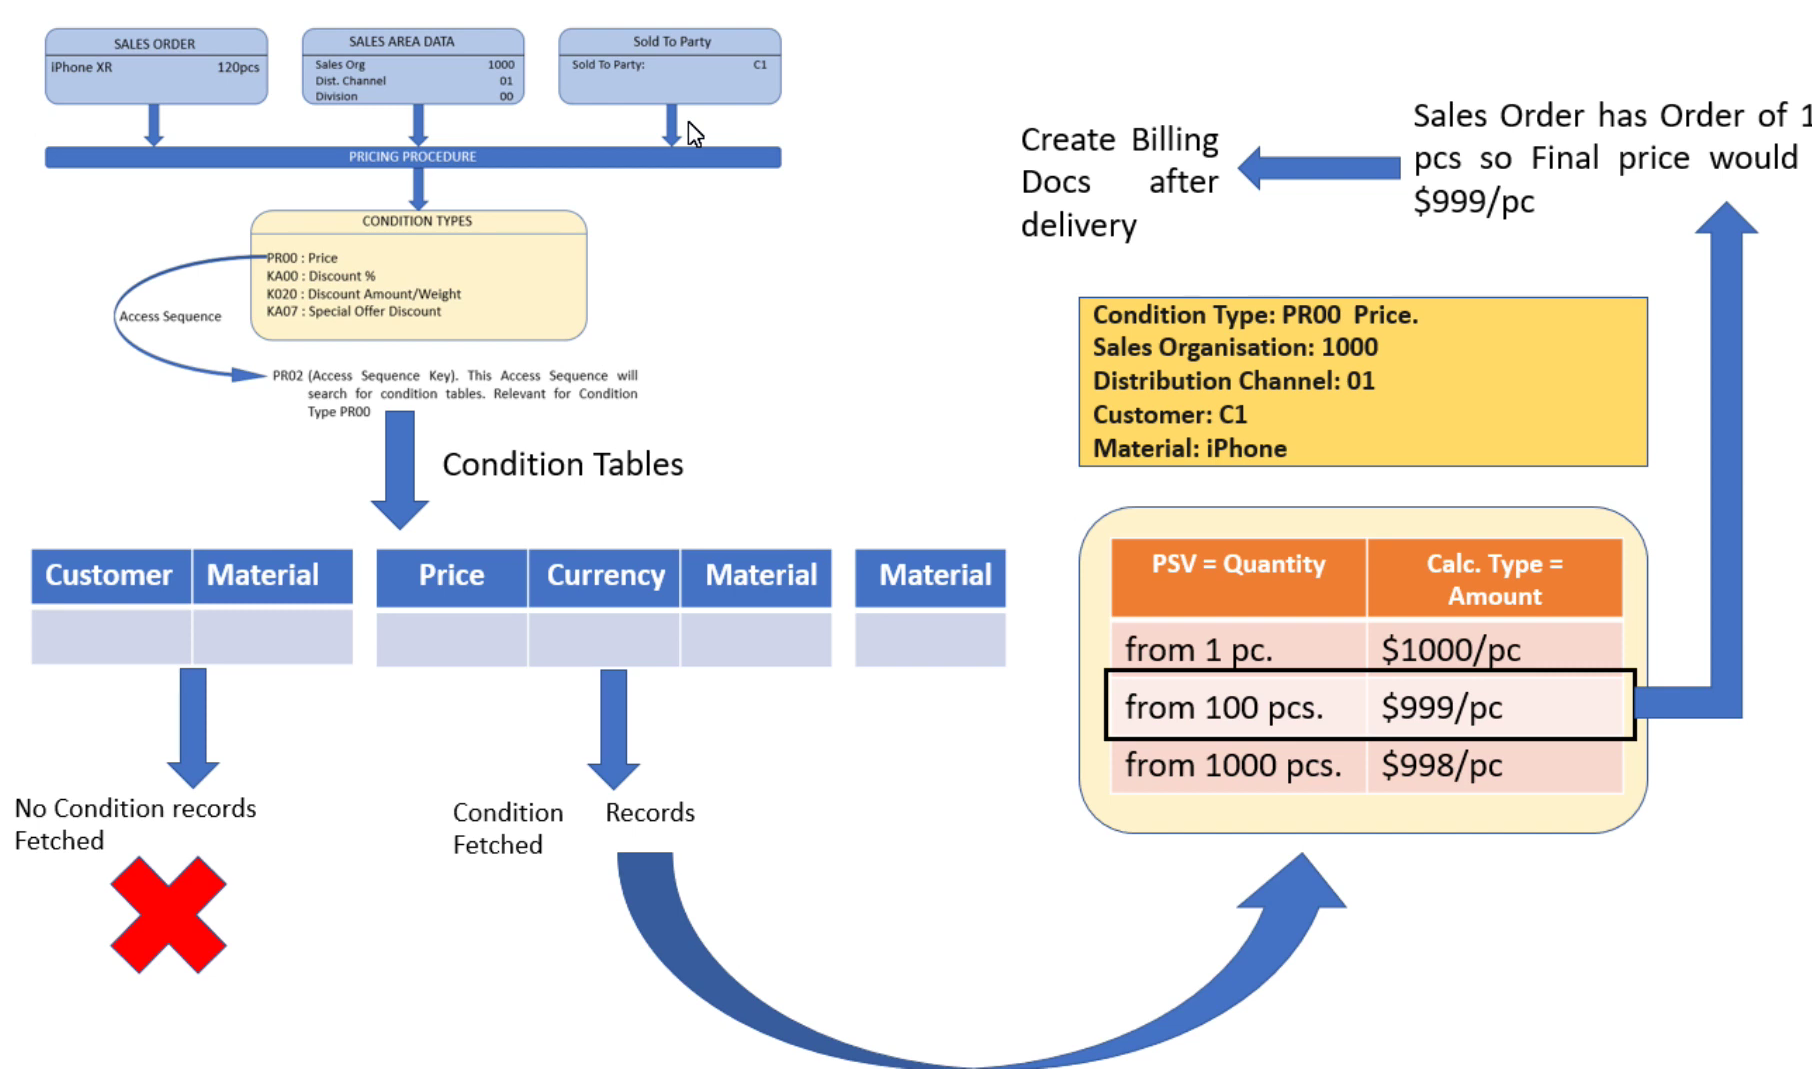 SALES ORDER
iPhone XR 120pcs
SALES AREA DATA
Sales Org 1000
Dist. Channel 01
Division 00
Sold To Party
Sold To Party: C1
PRICING PROCEDURE
CONDITION TYPES
PR00 : Price
KA00 : Discount %
K020 : Discount Amount/Weight
KA07 : Special Offer Discount
Access Sequence
PR02 (Access Sequence Key). This Access Sequence will
search for condition tables. Relevant for Condition
Type PR00
Condition Tables
Customer Material
Price Currency Material
Material
No Condition records
Fetched
Condition Records
Fetched
Create Billing
Docs after
delivery
Sales Order has Order of 1
pcs so Final price would
$999/pc
Condition Type: PR00 Price.
Sales Organisation: 1000
Distribution Channel: 01
Customer: C1
Material: iPhone
PSV = Quantity
Calc. Type =
Amount
from 1 pc. $1000/pc
from 100 pcs. $999/pc
from 1000 pcs. $998/pc